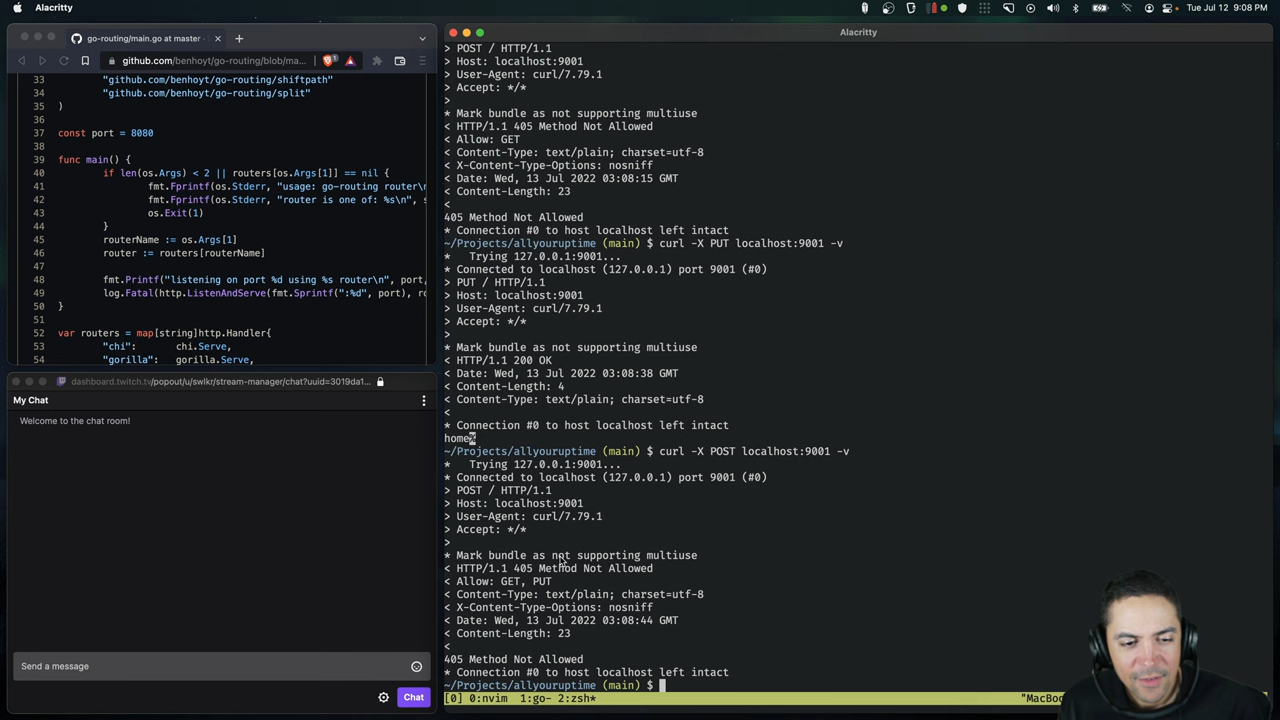 Alacritty
Tue Jul 12 9:08 PM
go-routing/main.go at master
github.com/benhoyt/go-routing/blob/ma...
33 "github.com/benhoyt/go-routing/shiftpath"
34 "github.com/benhoyt/go-routing/split"
35 )
36
37 const port = 8080
38
39 func main() {
40 if len(os.Args) < 2 || routers[os.Args[1]] == nil {
41 fmt.Fprintf(os.Stderr, "usage: go-routing router\n
42 fmt.Fprintf(os.Stderr, "router is one of: %s\n", s
43 os.Exit(1)
44 }
45 routerName := os.Args[1]
46 router := routers[routerName]
47
48 fmt.Printf("listening on port %d using %s router\n", port,
49 log.Fatal(http.ListenAndServe(fmt.Sprintf(":%d", port), ro
50 }
51
52 var routers = map[string]http.Handler{
53 "chi": chi.Serve,
54 "gorilla": gorilla.Serve,
dashboard.twitch.tv/popout/u/swlkr/stream-manager/chat?uuid=3019da1...
My Chat
Welcome to the chat room!
Send a message
Chat
Alacritty
> POST / HTTP/1.1
> Host: localhost:9001
> User-Agent: curl/7.79.1
> Accept: */*
>
* Mark bundle as not supporting multiuse
< HTTP/1.1 405 Method Not Allowed
< Allow: GET
< Content-Type: text/plain; charset=utf-8
< X-Content-Type-Options: nosniff
< Date: Wed, 13 Jul 2022 03:08:15 GMT
< Content-Length: 23
<
405 Method Not Allowed
* Connection #0 to host localhost left intact
~/Projects/allyouruptime (main) $ curl -X PUT localhost:9001 -v
* Trying 127.0.0.1:9001...
* Connected to localhost (127.0.0.1) port 9001 (#0)
> PUT / HTTP/1.1
> Host: localhost:9001
> User-Agent: curl/7.79.1
> Accept: */*
>
* Mark bundle as not supporting multiuse
< HTTP/1.1 200 OK
< Date: Wed, 13 Jul 2022 03:08:38 GMT
< Content-Length: 4
< Content-Type: text/plain; charset=utf-8
<
* Connection #0 to host localhost left intact
home%
~/Projects/allyouruptime (main) $ curl -X POST localhost:9001 -v
* Trying 127.0.0.1:9001...
* Connected to localhost (127.0.0.1) port 9001 (#0)
> POST / HTTP/1.1
> Host: localhost:9001
> User-Agent: curl/7.79.1
> Accept: */*
>
* Mark bundle as not supporting multiuse
< HTTP/1.1 405 Method Not Allowed
< Allow: GET, PUT
< Content-Type: text/plain; charset=utf-8
< X-Content-Type-Options: nosniff
< Date: Wed, 13 Jul 2022 03:08:44 GMT
< Content-Length: 23
<
405 Method Not Allowed
* Connection #0 to host localhost left intact
~/Projects/allyouruptime (main) $
[0] 0:nvim 1:go- 2:zsh* "MacBoo